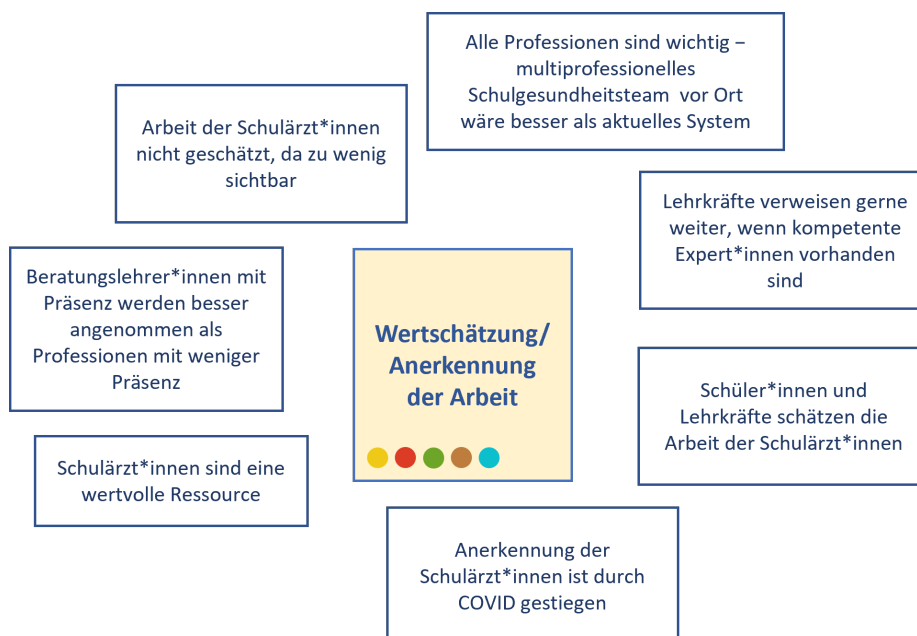 Alle Professionen sind wichtig –
multiprofessionelles
Schulgesundheitsteam vor Ort
wäre besser als aktuelles System
Arbeit der Schulärzt*innen
nicht geschätzt, da zu wenig
sichtbar
Lehrkräfte verweisen gerne
weiter, wenn kompetente
Expert*innen vorhanden
sind
Beratungslehrer*innen mit
Präsenz werden besser
angenommen als
Professionen mit weniger
Präsenz
Wertschätzung/
Anerkennung
der Arbeit
Schüler*innen und
Lehrkräfte schätzen die
Arbeit der Schulärzt*innen
Schulärzt*innen sind eine
wertvolle Ressource
Anerkennung der
Schulärzt*innen ist durch
COVID gestiegen